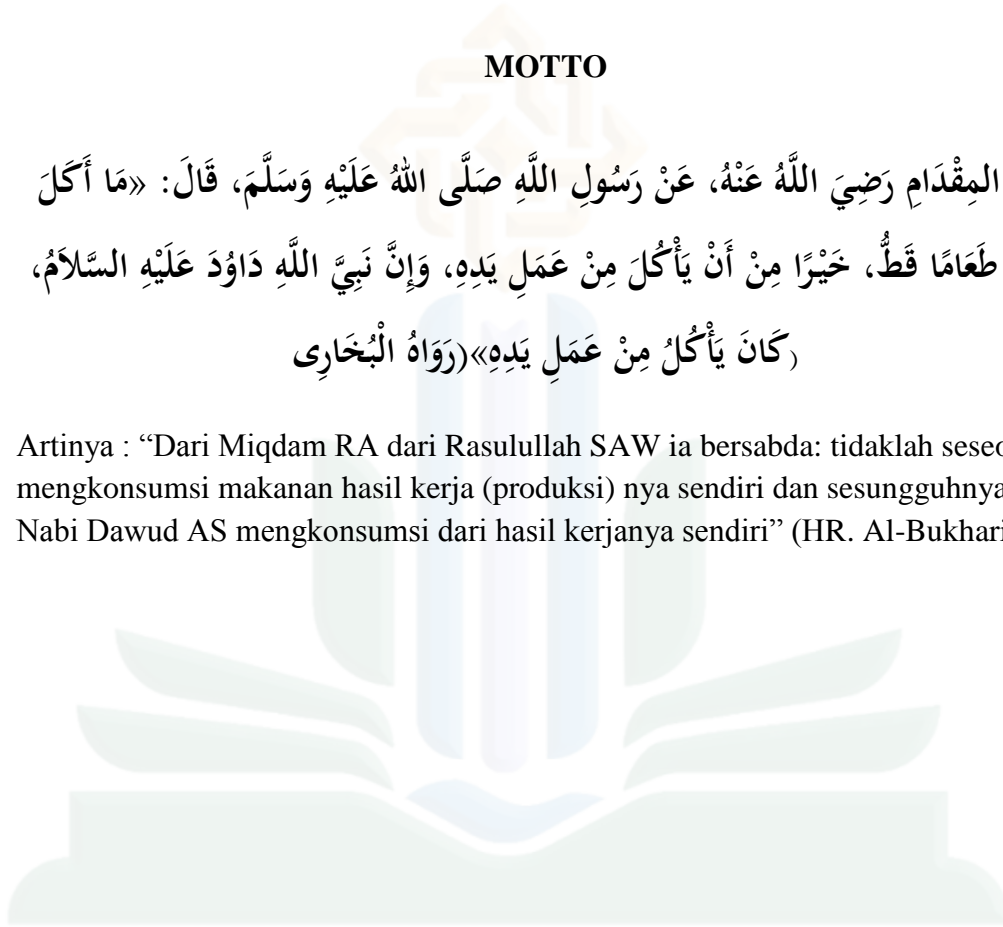 MOTTO
المِقْدَامِ رَضِيَ اللَّهُ عَنْهُ، عَنْ رَسُولِ اللَّهِ صَلَّى اللهُ عَلَيْهِ وَسَلَّمَ، قَالَ: «مَا أَكَلَ
طَعَامًا قَطُّ، خَيْرًا مِنْ أَنْ يَأْكُلَ مِنْ عَمَلِ يَدِهِ، وَإِنَّ نَبِيَّ اللَّهِ دَاوُدَ عَلَيْهِ السَّلاَمُ،
كَانَ يَأْكُلُ مِنْ عَمَلِ يَدِهِ»(رَوَاهُ الْبُخَارِى)
Artinya : “Dari Miqdam RA dari Rasulullah SAW ia bersabda: tidaklah
mengkonsumsi makanan hasil kerja (produksi) nya sendiri dan sesungguhnya
Nabi Dawud AS mengkonsumsi dari hasil kerjanya sendiri” (HR. Al-Bukhari